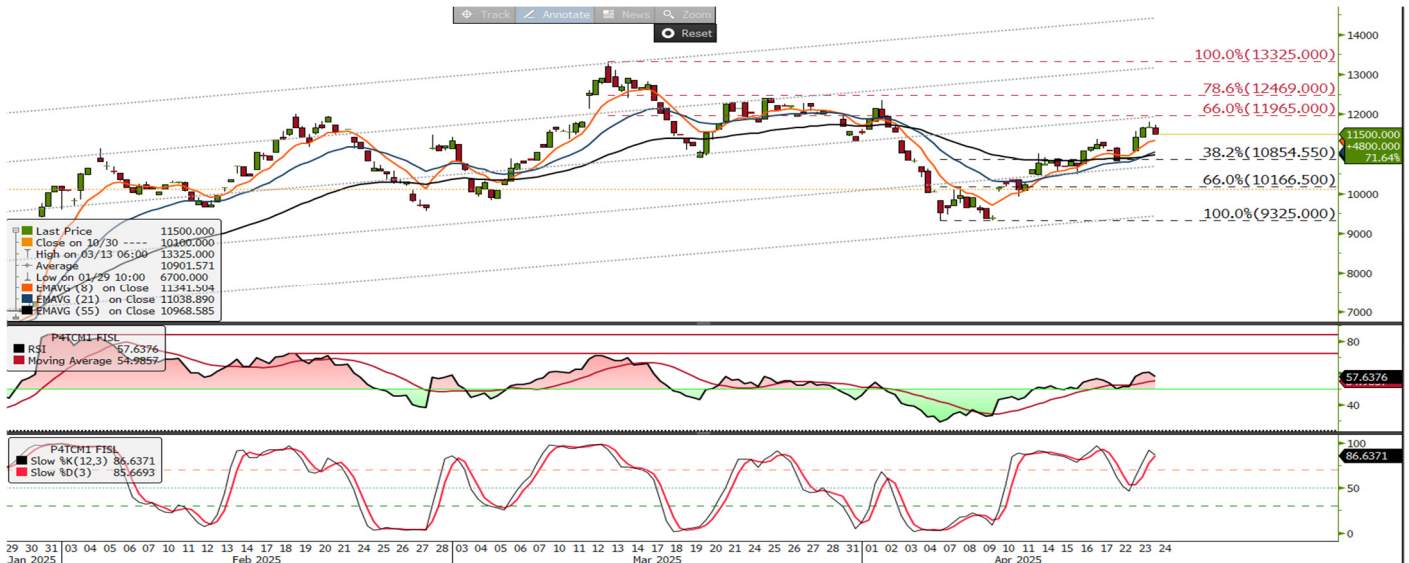 Track Annotate News Zoom
Reset
14000
13000
12000
10000
9000
8000
7000
100.0%(13325.000)
78.6%(12469.000)
66.0%(11965.000)
38.2%(10854.550)
66.0%(10166.500)
100.0%(9325.000)
11500.000
+4800.000
71.64%
Last Price 11500.000
Close on 10/30 ---- 10100.000
High on 03/13 06:00 13325.000
Average 10901.571
Low on 01/29 10:00 6700.000
EMAVG (8) on Close 11341.504
EMAVG (21) on Close 11038.890
EMAVG (55) on Close 10968.585
P4TCM1 FISL
RSI 57.6376
Moving Average 54.9857
80
57.6376
40
P4TCM1 FISL
Slow %K(12,3) 86.6371
Slow %D(3) 85.6693
100
86.6371
50
0
29 30 31 03 04 05 06 07 10 11 12 13 14 17 18 19 20 21 24 25 26 27 28 03 04 05 06 07 10 11 12 13 14 17 18 19 20 21 24 25 26 27 28 31 01 02 03 04 07 08 09 10 11 14 15 16 17 22 23 24
Jan 2025 Feb 2025 Mar 2025 Apr 2025